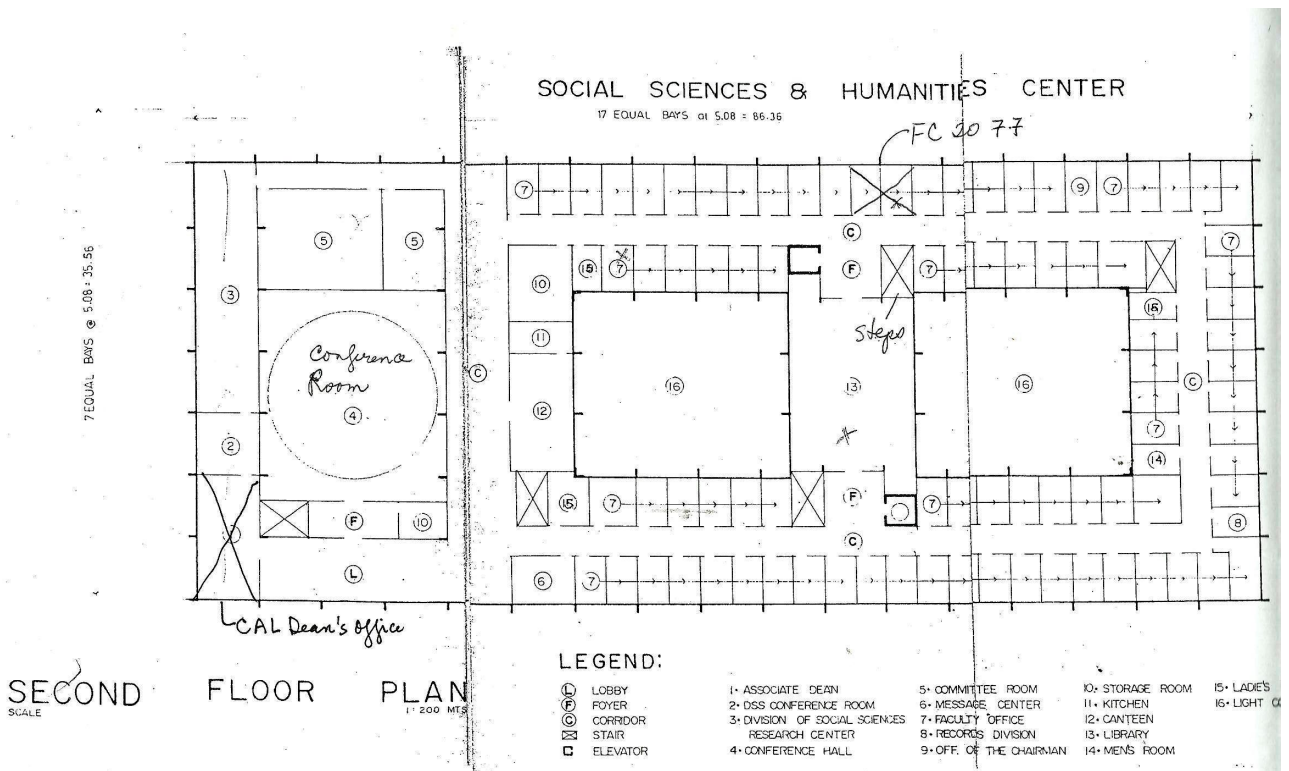 SOCIAL SCIENCES & HUMANITIES CENTER
17 EQUAL BAYS at 5.08 = 86.36
FC 2077
7 EQUAL BAYS @ 5.08 = 35.56
7 9 7
C
5 5 7
3 10 15 7 F 7
15
Steps
11
Conference
Room
C 16 13 16 C
4 12
7
2 14
15 7 F 7
F 10 8
C
L 6 7
CAL Dean's Office
SECOND FLOOR PLAN
SCALE 1:200 MTS
LEGEND:
L LOBBY
F FOYER
C CORRIDOR
STAIR
ELEVATOR
1· ASSOCIATE DEAN
2· DSS CONFERENCE ROOM
3· DIVISION OF SOCIAL SCIENCES
RESEARCH CENTER
4· CONFERENCE HALL
5· COMMITTEE ROOM
6· MESSAGE CENTER
7· FACULTY OFFICE
8· RECORDS DIVISION
9· OFF. OF THE CHAIRMAN
10· STORAGE ROOM
11· KITCHEN
12· CANTEEN
13· LIBRARY
14· MEN'S ROOM
15· LADIE'S
16· LIGHT